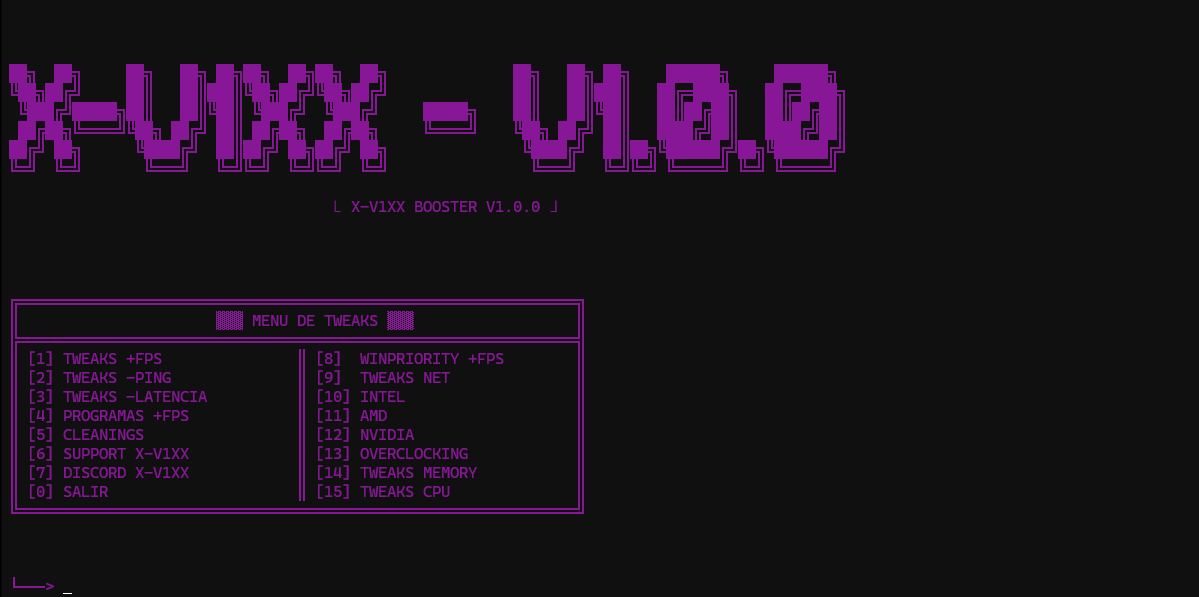 X-V1XX - V1.0.0
└ X-V1XX BOOSTER V1.0.0 ┘
▒▒▒ MENU DE TWEAKS ▒▒▒
[1] TWEAKS +FPS
[2] TWEAKS -PING
[3] TWEAKS -LATENCIA
[4] PROGRAMAS +FPS
[5] CLEANINGS
[6] SUPPORT X-V1XX
[7] DISCORD X-V1XX
[0] SALIR
[8] WINPRIORITY +FPS
[9] TWEAKS NET
[10] INTEL
[11] AMD
[12] NVIDIA
[13] OVERCLOCKING
[14] TWEAKS MEMORY
[15] TWEAKS CPU
└──> _